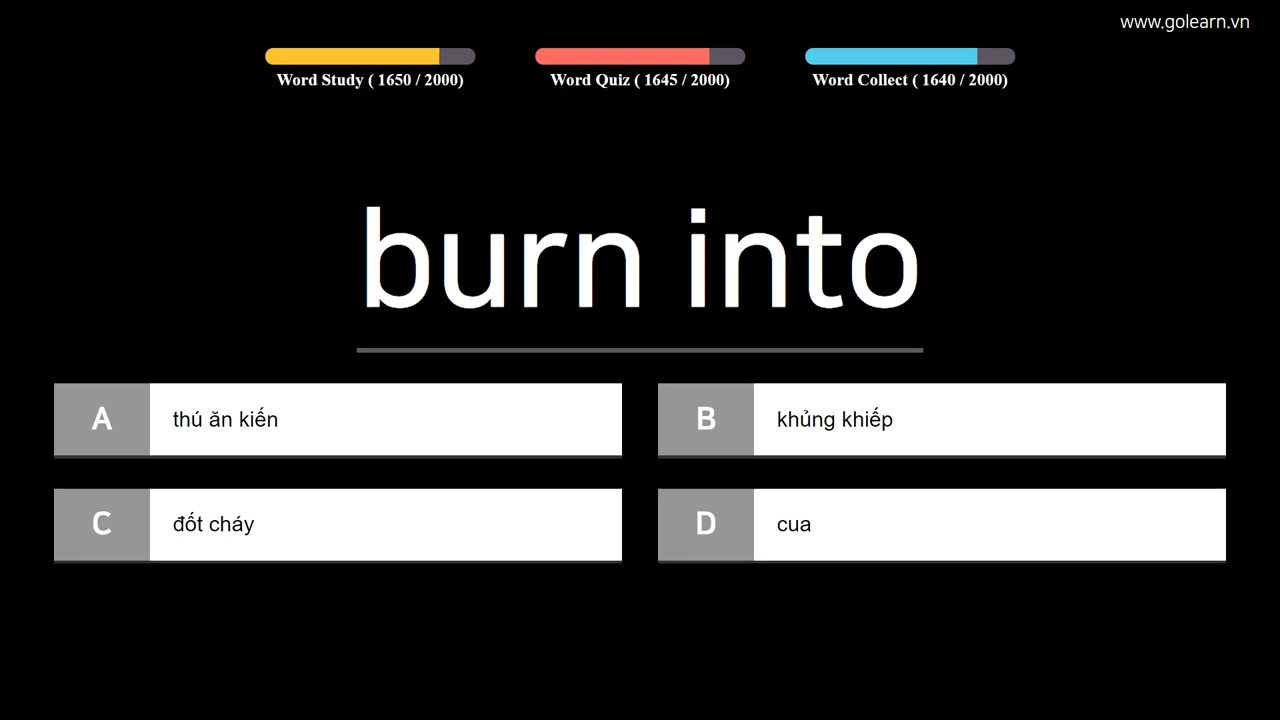 www.golearn.vn
Word Study ( 1650 / 2000)
Word Quiz ( 1645 / 2000)
Word Collect ( 1640 / 2000)
burn into
A thú ăn kiến
B khủng khiếp
C đốt cháy
D cua